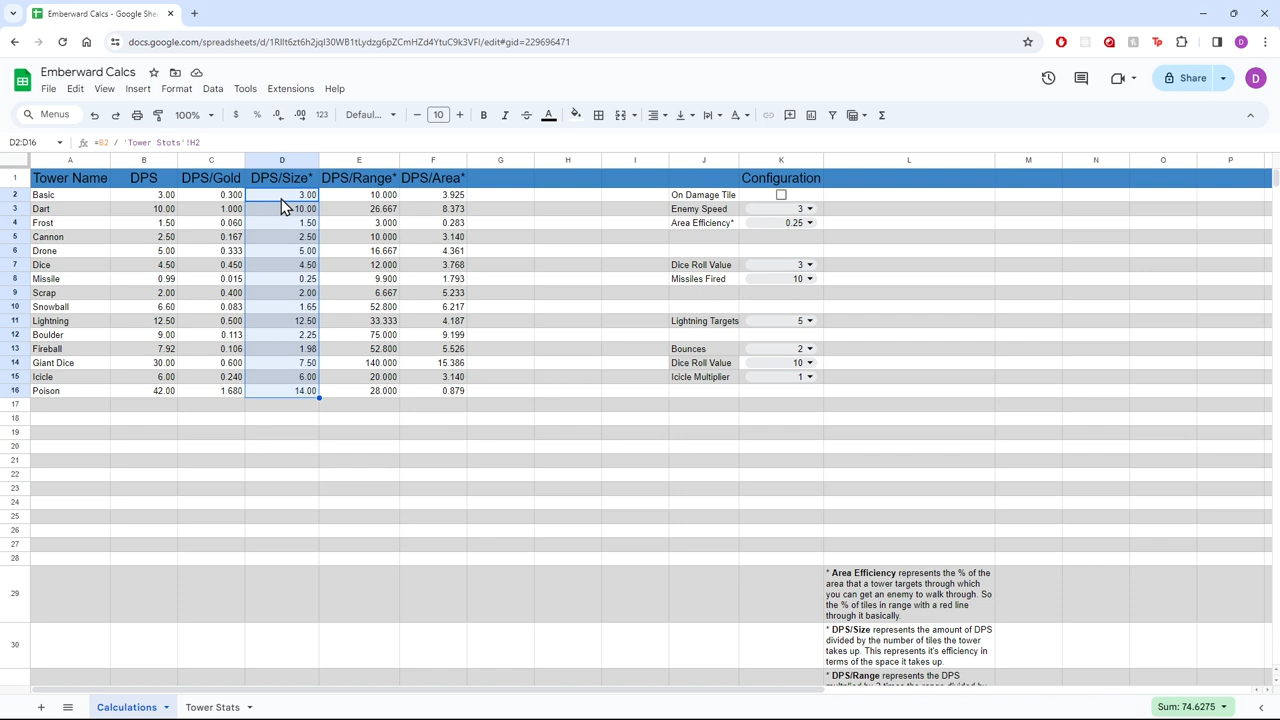 Emberward Calcs - Google She
docs.google.com/spreadsheets/d/1RIlt6zt6h2jqI30WB1tLydzg6pZCmHZd4YtuC9k3VFI/edit#gid=229696471
Emberward Calcs
File Edit View Insert Format Data Tools Extensions Help
Share
D
Menus 100% $ % .0 .00 123 Defaul... 10 B I A
D2:D16 fx =B2 / 'Tower Stats'!H2
A B C D E F G H I J K L M N O P
1 Tower Name DPS DPS/Gold DPS/Size* DPS/Range* DPS/Area* Configuration
2 Basic 3.00 0.300 3.00 10.000 3.925 On Damage Tile
3 Dart 10.00 1.000 10.00 26.667 8.373 Enemy Speed 3
4 Frost 1.50 0.060 1.50 3.000 0.283 Area Efficiency* 0.25
5 Cannon 2.50 0.167 2.50 10.000 3.140
6 Drone 5.00 0.333 5.00 16.667 4.361
7 Dice 4.50 0.450 4.50 12.000 3.768 Dice Roll Value 3
8 Missile 0.99 0.015 0.25 9.900 1.793 Missiles Fired 10
9 Scrap 2.00 0.400 2.00 6.667 5.233
10 Snowball 6.60 0.083 1.65 52.800 6.217
11 Lightning 12.50 0.500 12.50 33.333 4.187 Lightning Targets 5
12 Boulder 9.00 0.113 2.25 75.000 9.199
13 Fireball 7.92 0.106 1.98 52.800 5.526 Bounces 2
14 Giant Dice 30.00 0.600 7.50 140.000 15.386 Dice Roll Value 10
15 Icicle 6.00 0.240 6.00 20.000 3.140 Icicle Multiplier 1
16 Poison 42.00 1.680 14.00 28.000 0.879
17
18
19
20
21
22
23
24
25
26
27
28
29
* Area Efficiency represents the % of the
area that a tower targets through which
you can get an enemy to walk through. So
the % of tiles in range with a red line
through it basically.
30
* DPS/Size represents the amount of DPS
divided by the number of tiles the tower
takes up. This represents it's efficiency in
terms of the space it takes up.
* DPS/Range represents the DPS
Calculations Tower Stats Sum: 74.6275